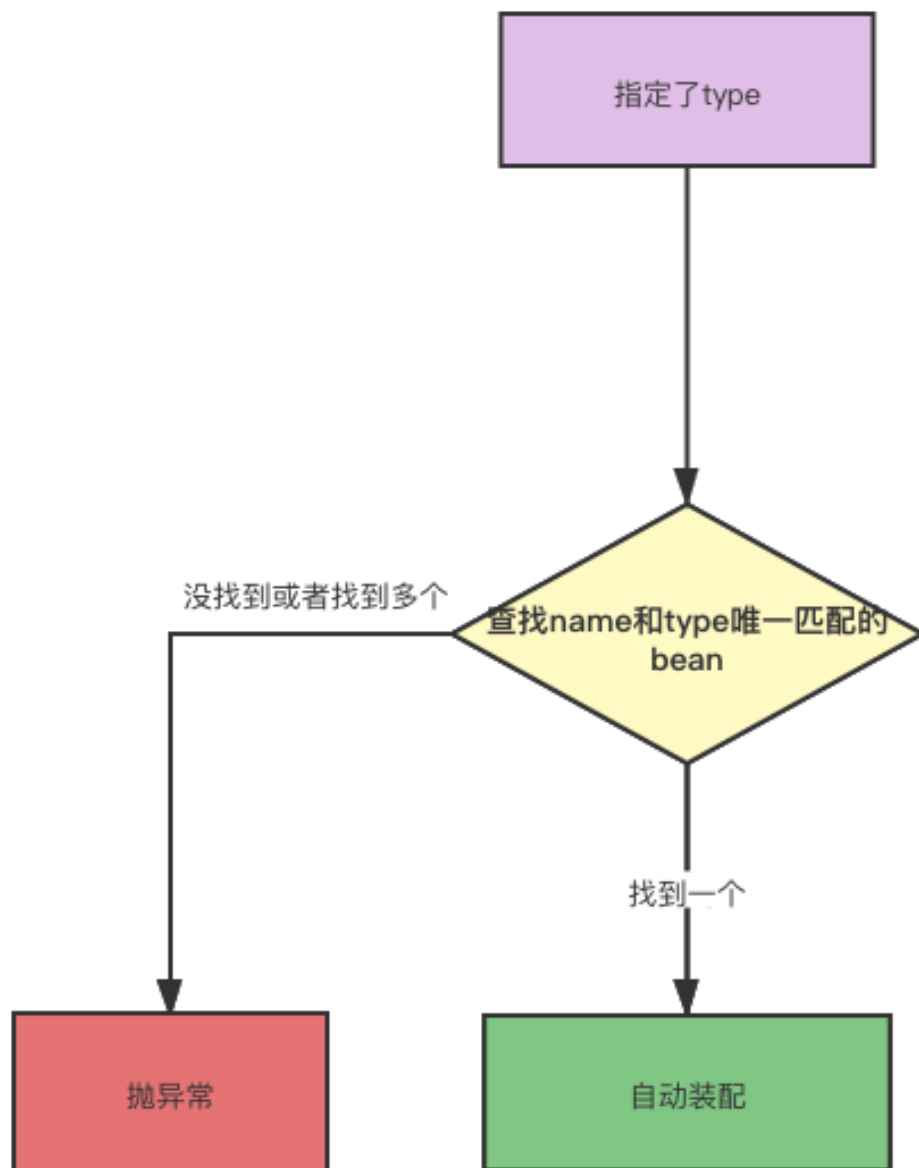 指定了type
没找到或者找到多个
查找name和type唯一匹配的
bean
找到一个
抛异常
自动装配